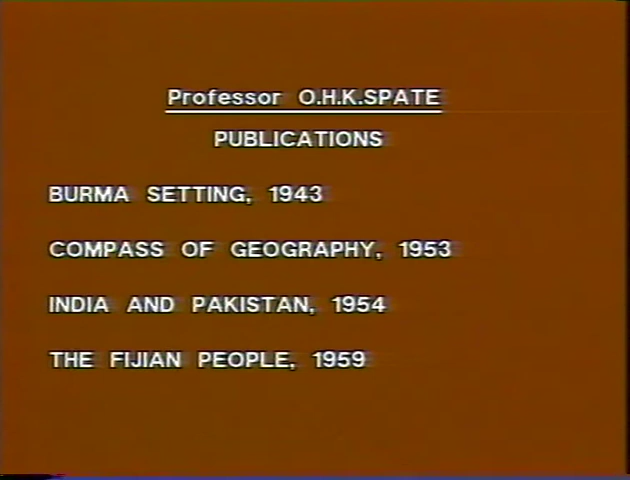 Professor O.H.K.SPATE
PUBLICATIONS
BURMA SETTING, 1943
COMPASS OF GEOGRAPHY, 1953
INDIA AND PAKISTAN, 1954
THE FIJIAN PEOPLE, 1959